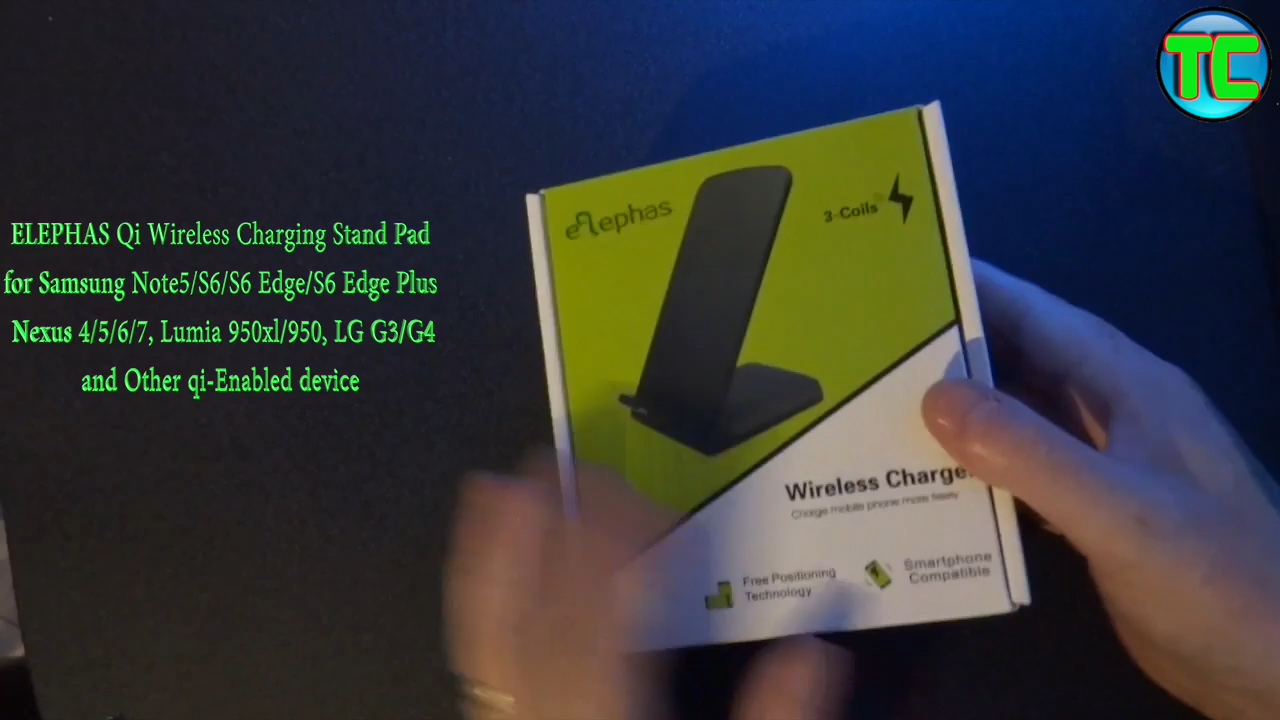 TC
ELEPHAS Qi Wireless Charging Stand Pad
for Samsung Note5/S6/S6 Edge/S6 Edge Plus
Nexus 4/5/6/7, Lumia 950xl/950, LG G3/G4
and Other qi-Enabled device
elephas
3-Coils
Wireless Charger
Charge mobile phone more freely
Free Positioning
Technology
Smartphone
Compatible